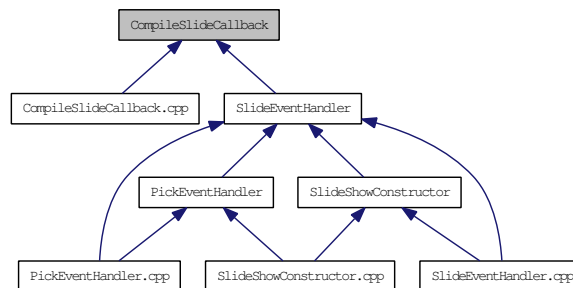 CompileSlideCallback
CompileSlideCallback.cpp
SlideEventHandler
PickEventHandler
SlideShowConstructor
PickEventHandler.cpp
SlideShowConstructor.cpp
SlideEventHandler.cpp